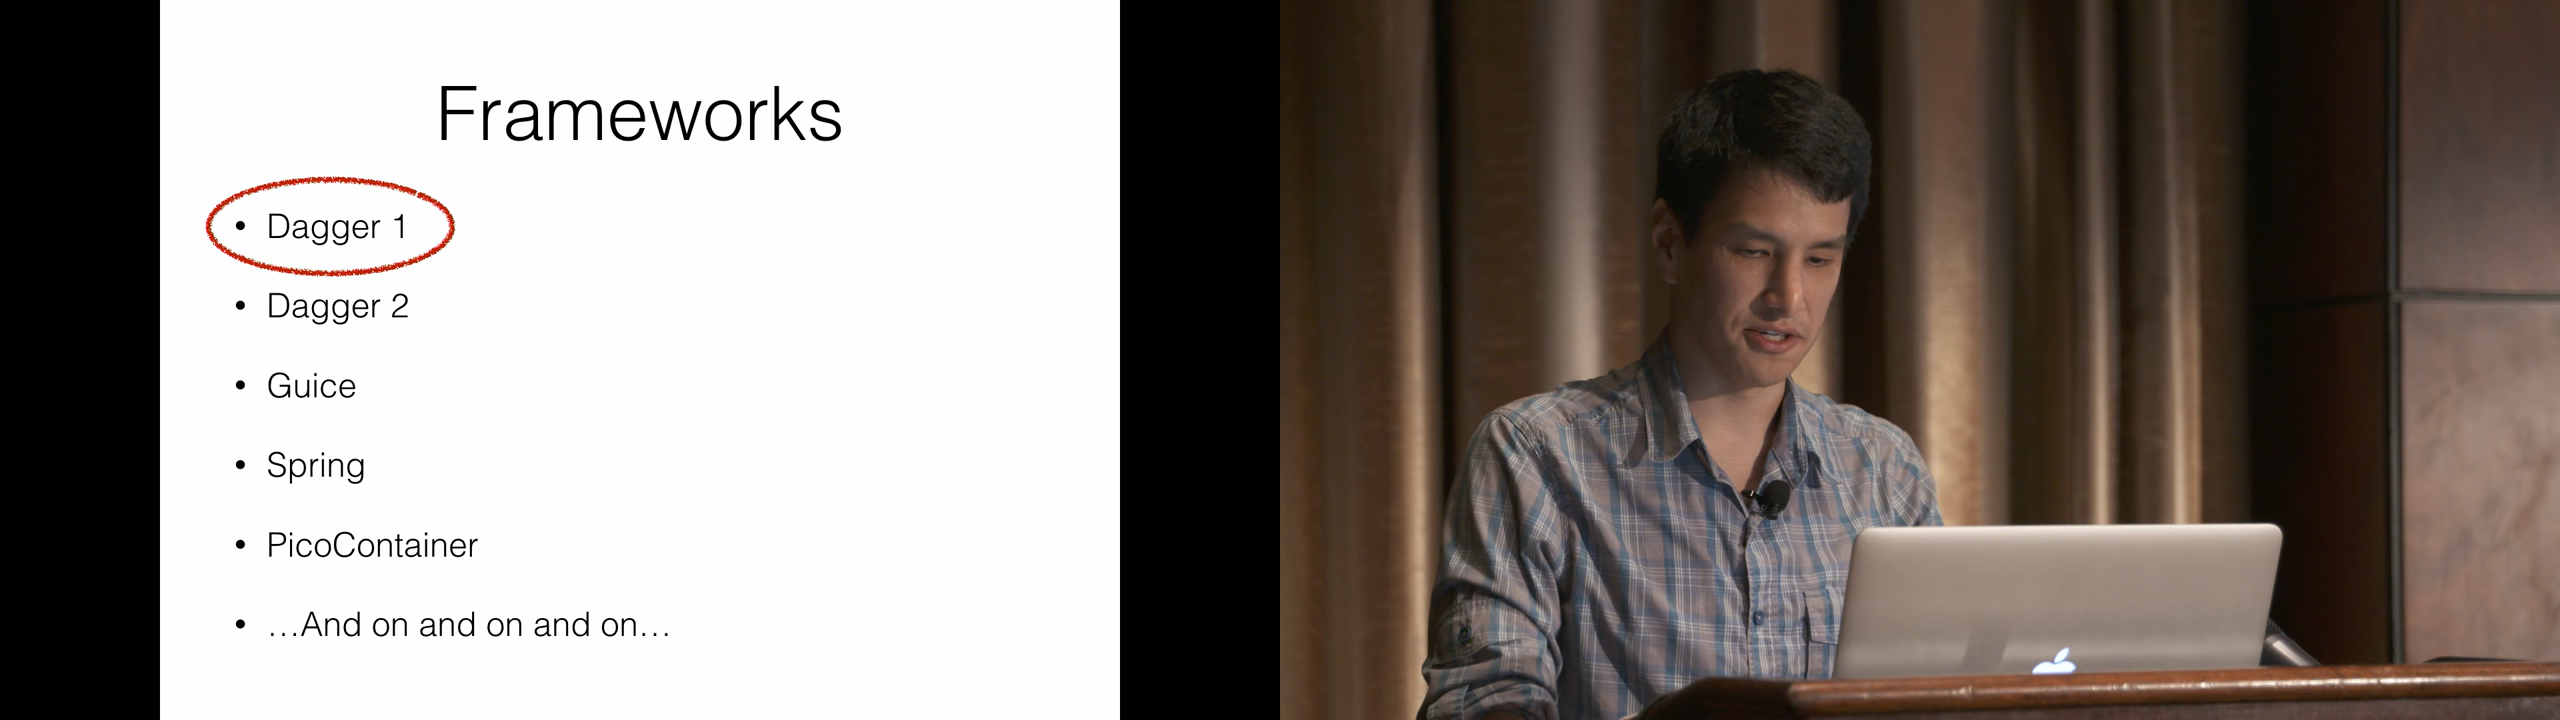 Frameworks
• Dagger 1
• Dagger 2
• Guice
• Spring
• PicoContainer
• …And on and on and on…